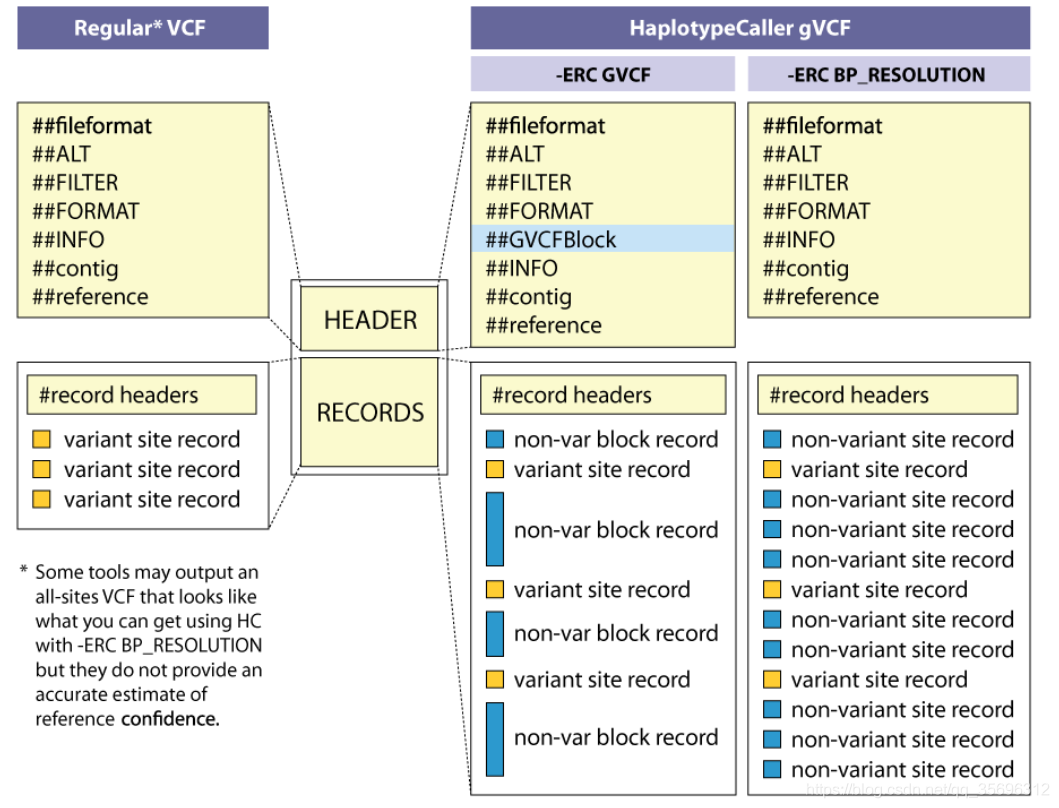 Regular* VCF
HaplotypeCaller gVCF
-ERC GVCF
-ERC BP_RESOLUTION
##fileformat
##ALT
##FILTER
##FORMAT
##INFO
##contig
##reference
##fileformat
##ALT
##FILTER
##FORMAT
##GVCFBlock
##INFO
##contig
##reference
##fileformat
##ALT
##FILTER
##FORMAT
##INFO
##contig
##reference
HEADER
RECORDS
#record headers
variant site record
variant site record
variant site record
* Some tools may output an
all-sites VCF that looks like
what you can get using HC
with -ERC BP_RESOLUTION
but they do not provide an
accurate estimate of
reference confidence.
#record headers
non-var block record
variant site record
non-var block record
variant site record
non-var block record
variant site record
non-var block record
#record headers
non-variant site record
variant site record
non-variant site record
non-variant site record
non-variant site record
variant site record
non-variant site record
non-variant site record
variant site record
non-variant site record
non-variant site record
non-variant site record
https://blog.csdn.net/qq_35696312